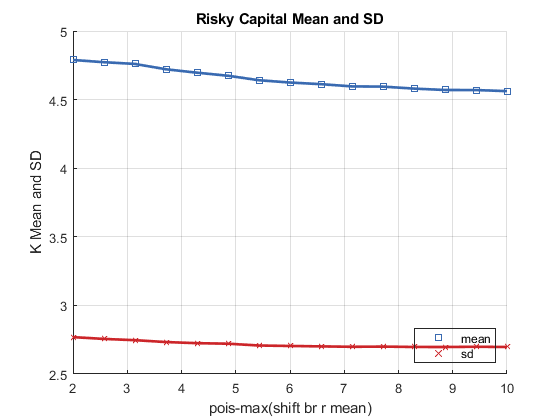 Risky Capital Mean and SD
K Mean and SD
5
4.5
4
3.5
3
2.5
2 3 4 5 6 7 8 9 10
pois-max(shift br r mean)
mean
sd